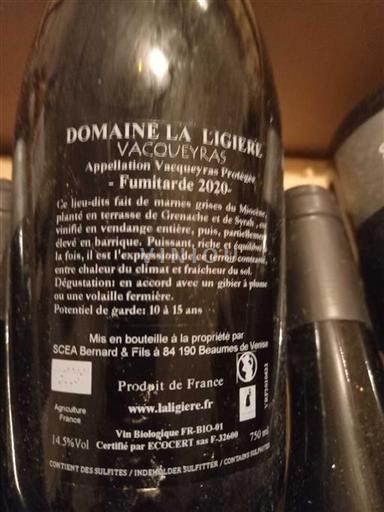 DOMAINE LA LIGIERE
VACQUEYRAS
Appellation Vacqueyras Protégée
- Fumitarde 2020-
Ce lieu-dits fait de marnes grises du Miocène,
planté en terrasse de Grenache et de Syrah, est
vinifié en vendange entière, puis, partiellement
élevé en barrique. Puissant, riche et équilibré à
la fois, il est l'expression de ce terroir contrasté,
entre chaleur du climat et fraicheur du sol.
Dégustation: en accord avec un gibier à plume
ou une volaille fermière.
Potentiel de garde: 10 à 15 ans
Mis en bouteille à la propriété par
SCEA Bernard & Fils à 84 190 Beaumes de Venise
Produit de France
Agriculture
France
www.laligiere.fr
14.5%Vol
Vin Biologique FR-BIO-01
Certifié par ECOCERT sas F-32600
750 ml
CONTIENT DES SULFITES / INDEHOLDER SULFITTER / CONTAINS SULPHITES
VINIOU